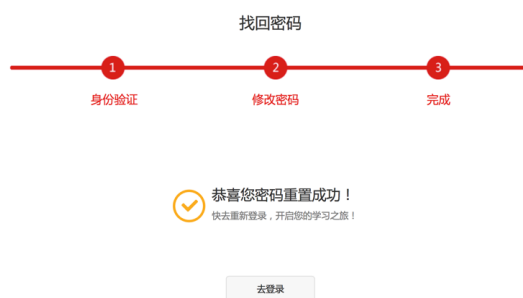 找回密码
1 2 3
身份验证 修改密码 完成
恭喜您密码重置成功！
快去重新登录，开启您的学习之旅！
去登录